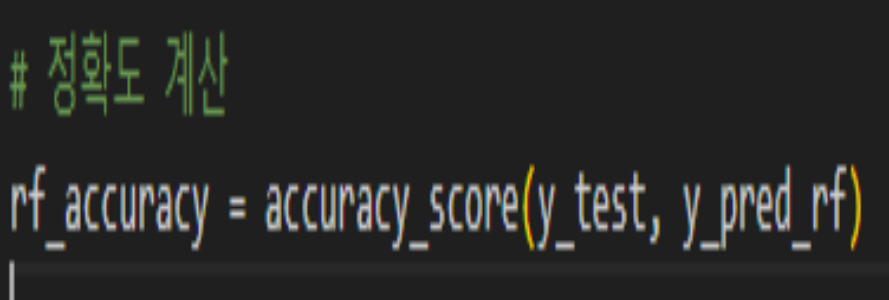 # 정확도 계산
rf_accuracy = accuracy_score(y_test, y_pred_rf)